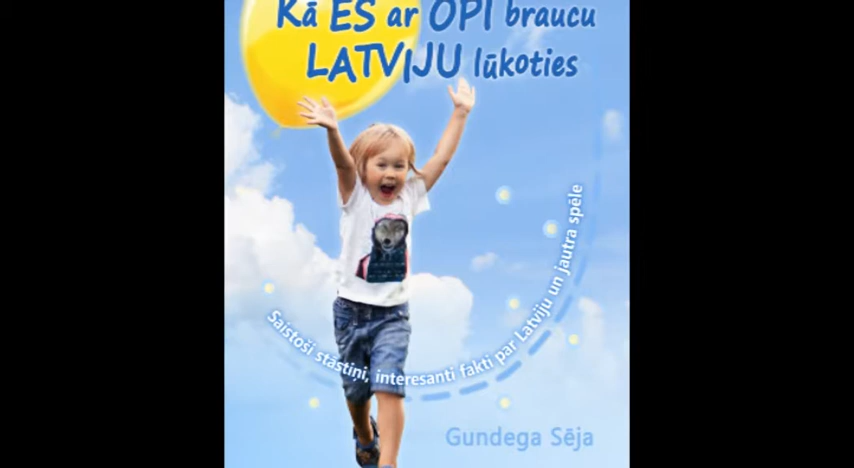 Kā ES ar OPI braucu
LATVIJU lūkoties
Saistoši stāstiņi, interesanti fakti par Latviju un jautra spēle
Gundega Sēja